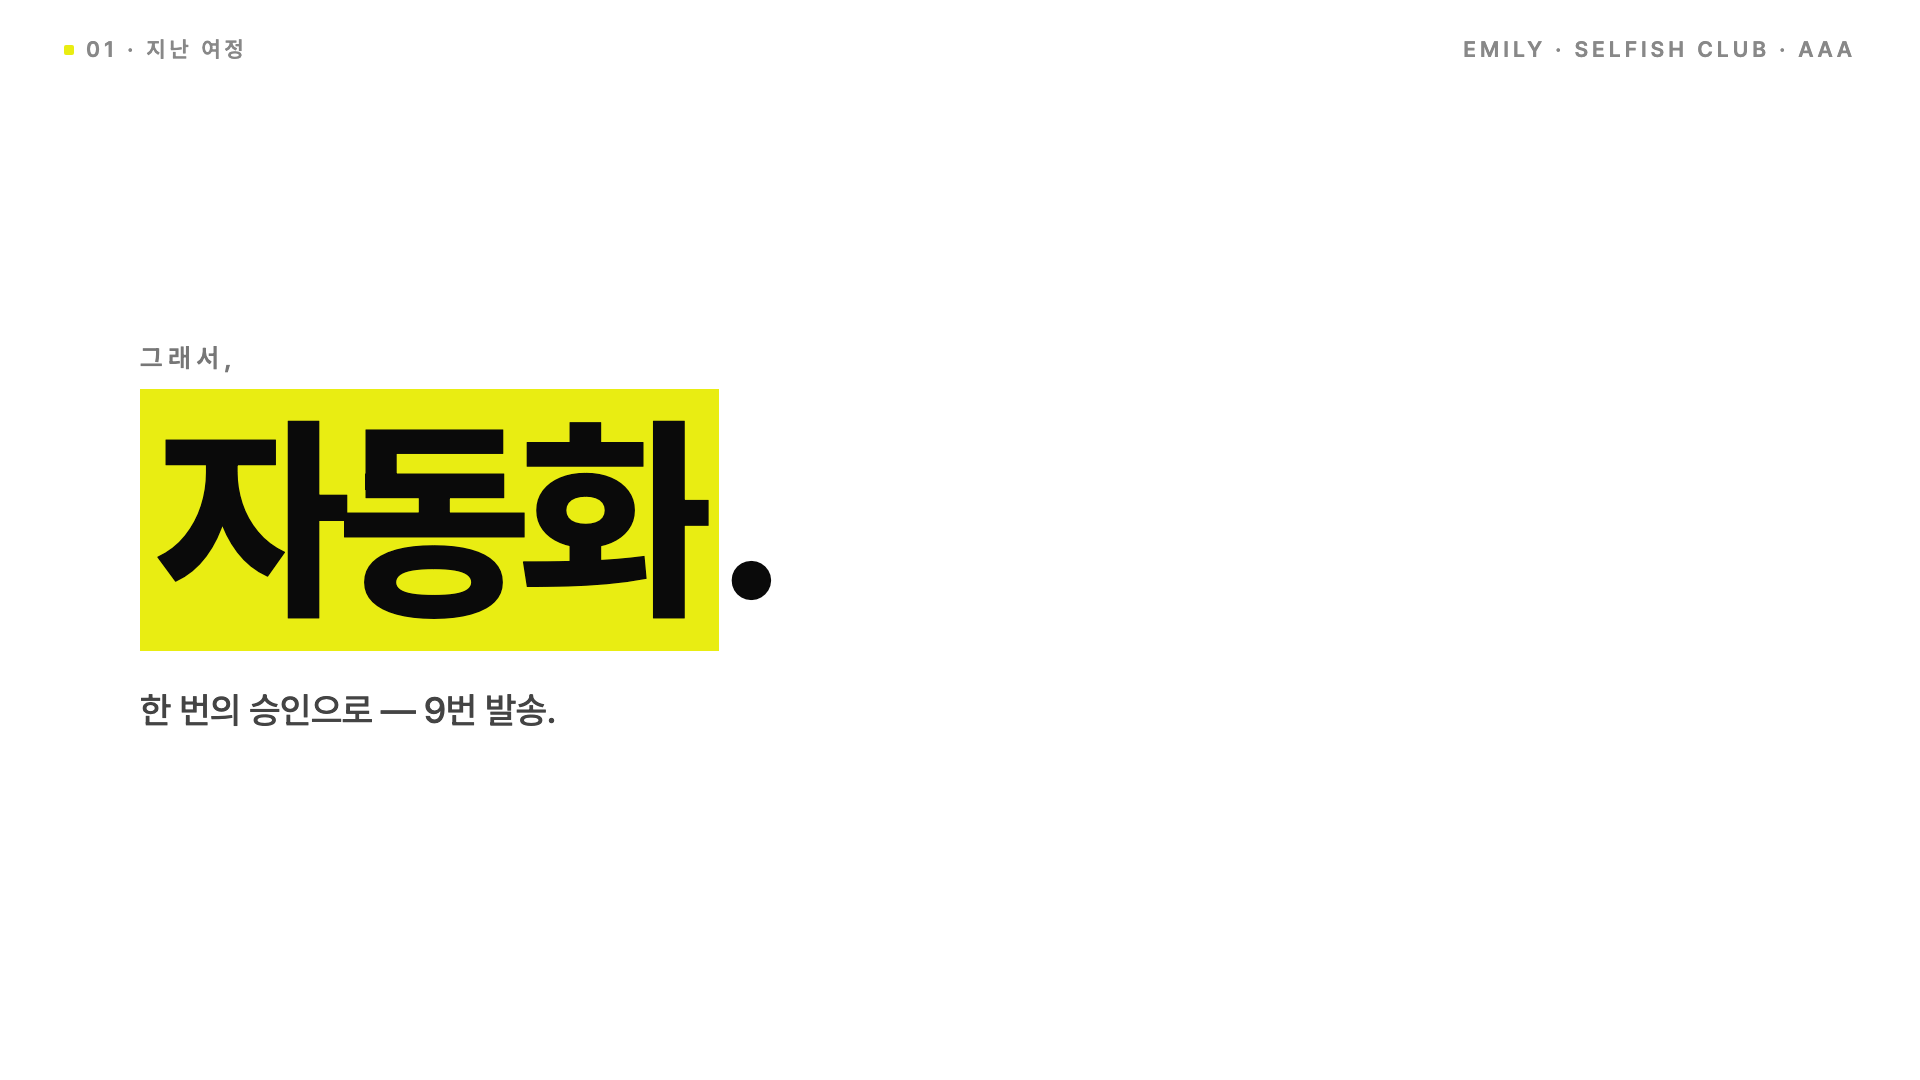 01 · 지난 여정
EMILY · SELFISH CLUB · AAA
그래서,
자동화.
한 번의 승인으로 — 9번 발송.